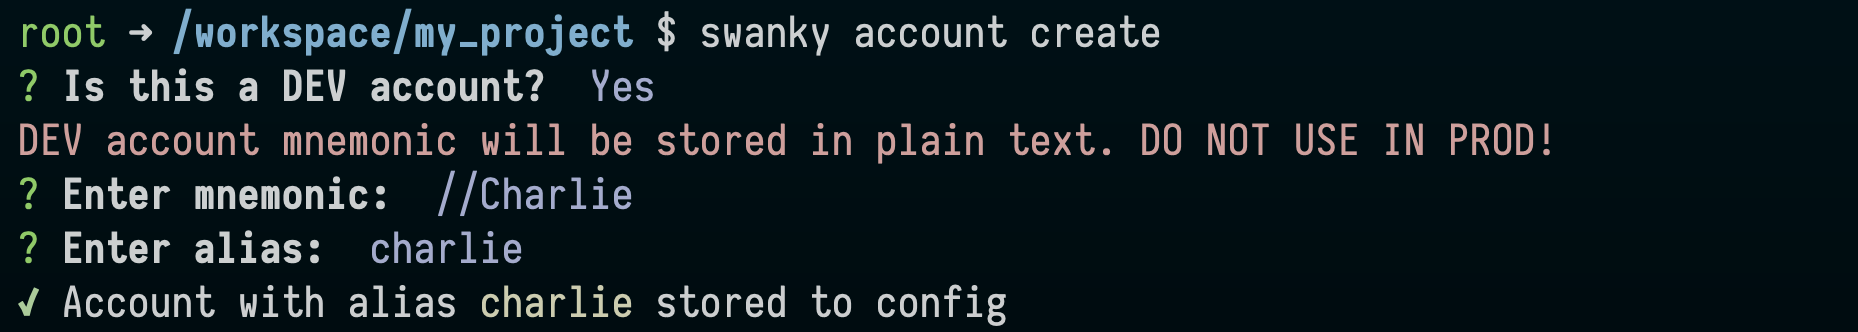 root ➜ /workspace/my_project $ swanky account create
? Is this a DEV account? Yes
DEV account mnemonic will be stored in plain text. DO NOT USE IN PROD!
? Enter mnemonic: //Charlie
? Enter alias: charlie
✓ Account with alias charlie stored to config